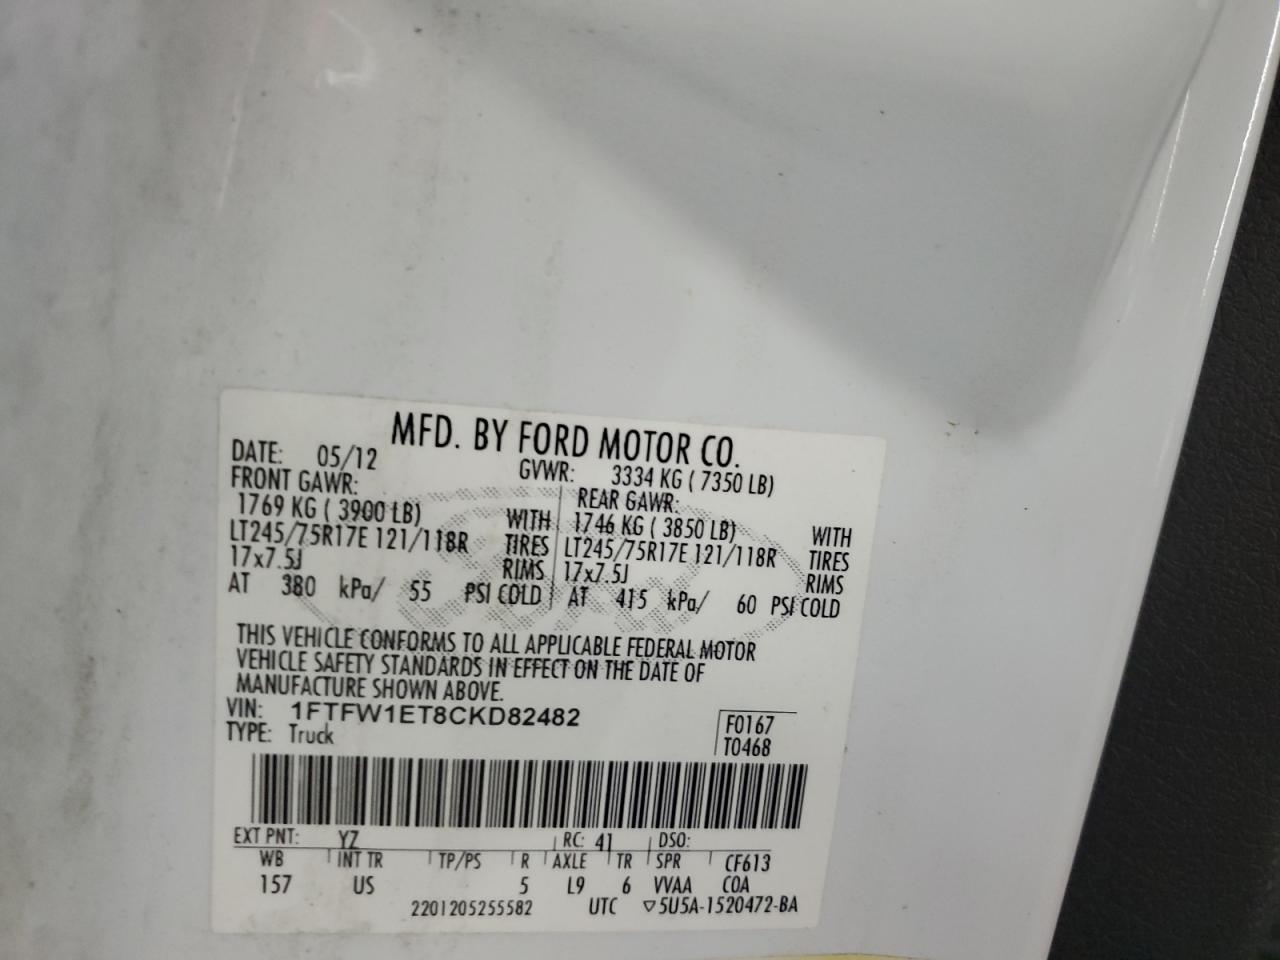 MFD. BY FORD MOTOR CO.
DATE: 05/12 GVWR: 3334 KG ( 7350 LB)
FRONT GAWR: REAR GAWR:
1769 KG ( 3900 LB) WITH 1746 KG ( 3850 LB) WITH
LT245/75R17E 121/118R TIRES LT245/75R17E 121/118R TIRES
17x7.5J RIMS 17x7.5J RIMS
AT 380 kPa/ 55 PSI COLD AT 415 kPa/ 60 PSI COLD
THIS VEHICLE CONFORMS TO ALL APPLICABLE FEDERAL MOTOR
VEHICLE SAFETY STANDARDS IN EFFECT ON THE DATE OF
MANUFACTURE SHOWN ABOVE.
VIN: 1FTFW1ET8CKD82482 F0167
TYPE: Truck T0468
EXT PNT: YZ RC: 41 DSO:
WB INT TR TP/PS R AXLE TR SPR CF613
157 US 5 L9 6 VVAA COA
2201205255582 UTC ▽5U5A-1520472-BA